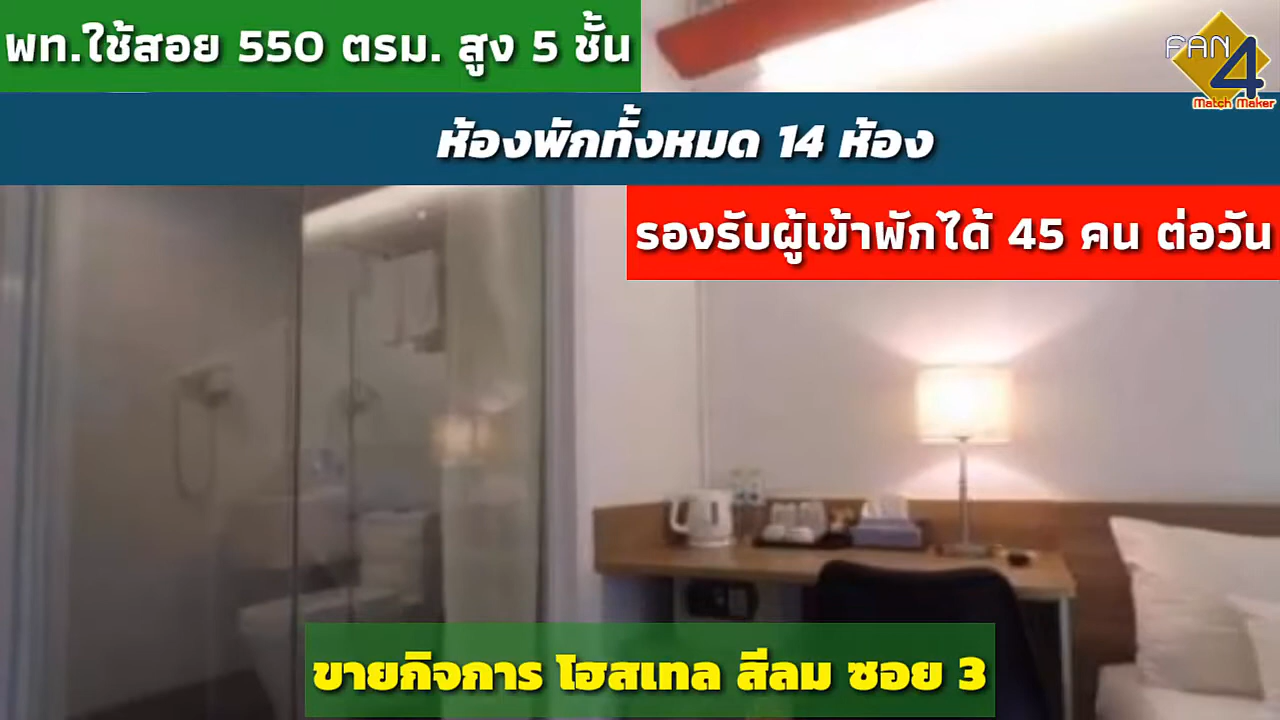 พท.ใช้สอย 550 ตรม. สูง 5 ชั้น
FAN 4
Match Maker
ห้องพักทั้งหมด 14 ห้อง
รองรับผู้เข้าพักได้ 45 คน ต่อวัน
ขายกิจการ โฮสเทล สีลม ซอย 3